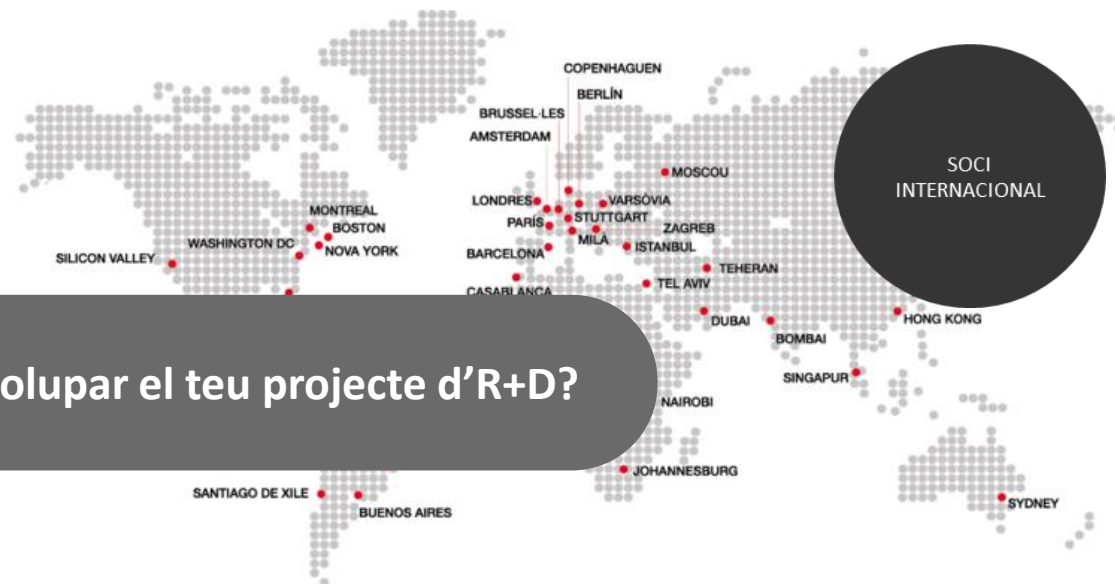 COPENHAGUEN
BERLÍN
BRUSSEL·LES
AMSTERDAM
SOCI
INTERNACIONAL
MOSCOU
LONDRES
VARSÒVIA
MONTREAL
STUTTGART
PARÍS
BOSTON
ZAGREB
WASHINGTON DC
MILÀ
NOVA YORK
ISTANBUL
BARCELONA
SILICON VALLEY
TEHERAN
TEL AVIV
CASABLANCA
DUBAI
HONG KONG
BOMBAI
SINGAPUR
olupar el teu projecte d'R+D?
NAIROBI
JOHANNESBURG
SANTIAGO DE XILE
SYDNEY
BUENOS AIRES